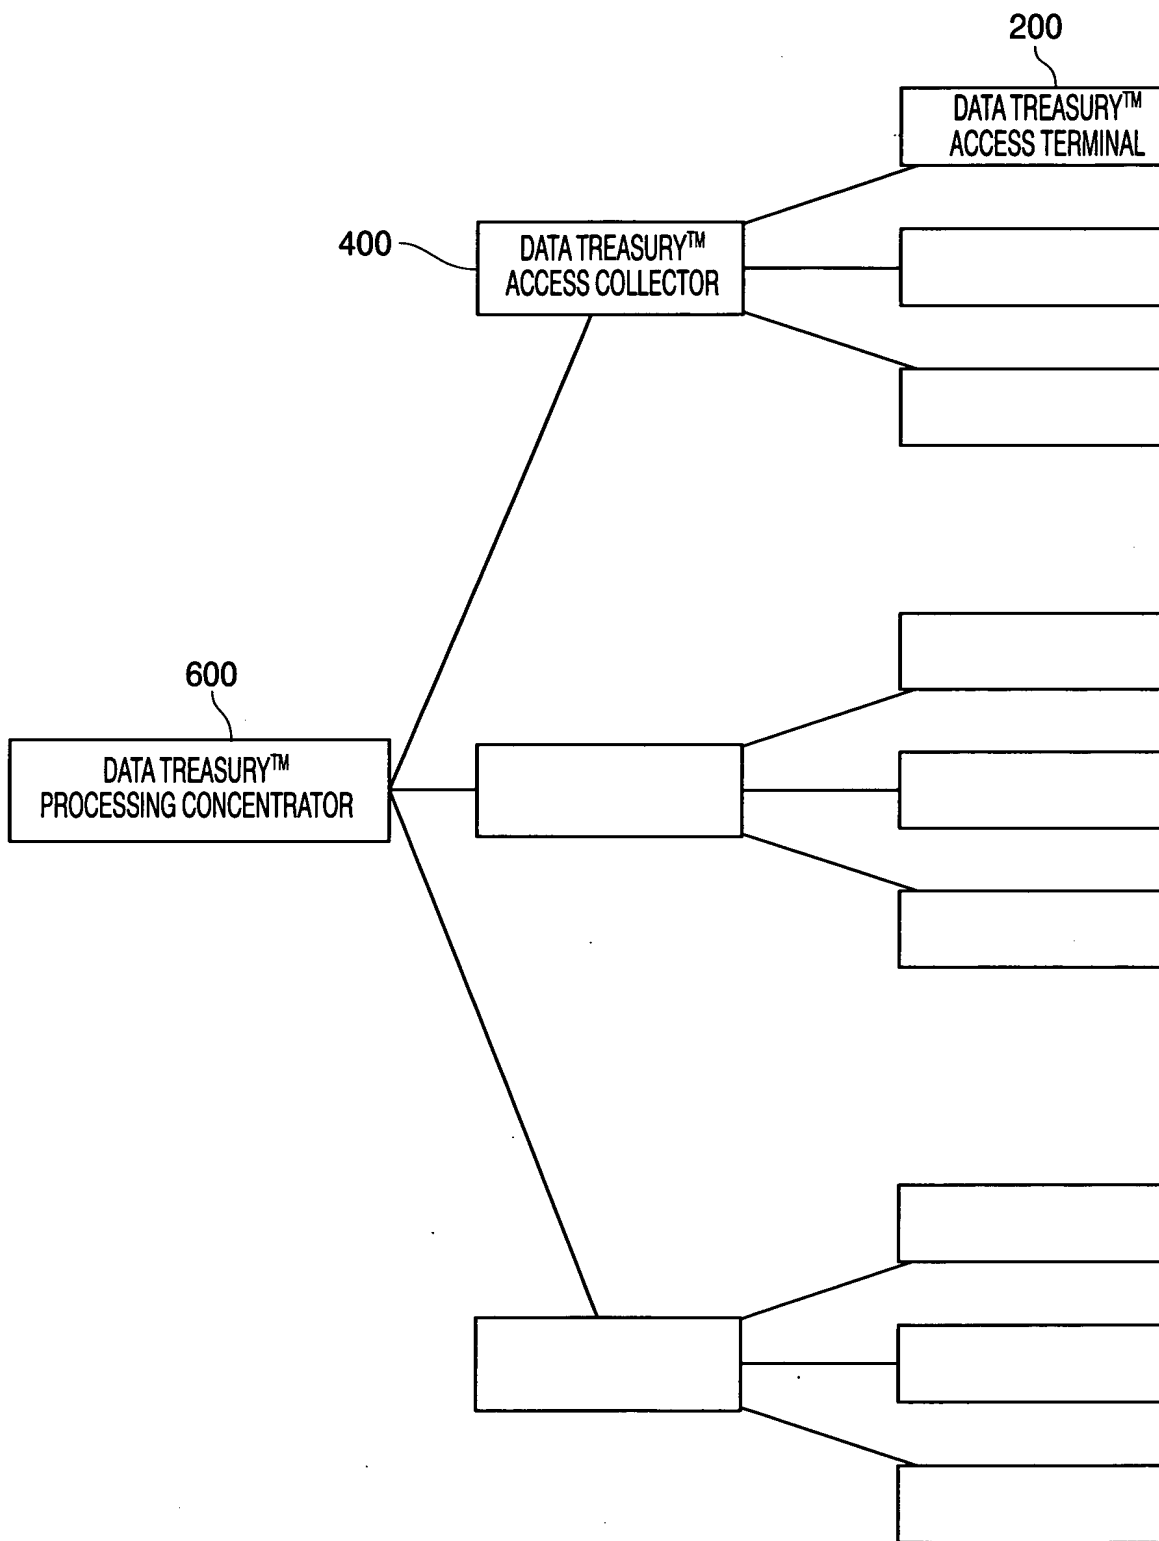 200
DATA TREASURY™
ACCESS TERMINAL
400
DATA TREASURY™
ACCESS COLLECTOR
600
DATA TREASURY™
PROCESSING CONCENTRATOR